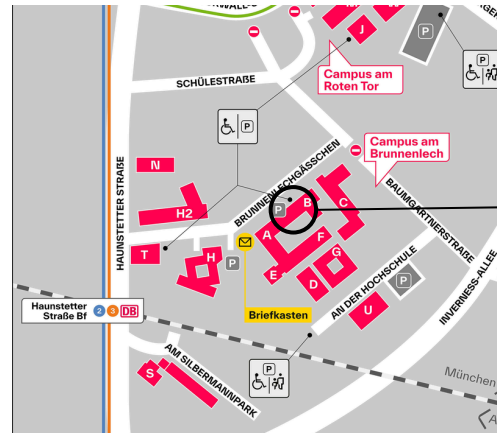 J
P
P
SCHÜLESTRASSE
Campus am
Roten Tor
P
N
BRUNNENLECHGÄSSCHEN
Campus am
Brunnenlech
HAUNSTETTER STRAßE
H2
P
B
C
BAUMGARTNERSTRAßE
A
F
T
H
P
G
E
D
AN DER HOCHSCHULE
P
INVERNESS-ALLEE
U
Haunstetter
Straße Bf
2
3
DB
Briefkasten
AM SILBERMANNPARK
S
P
München